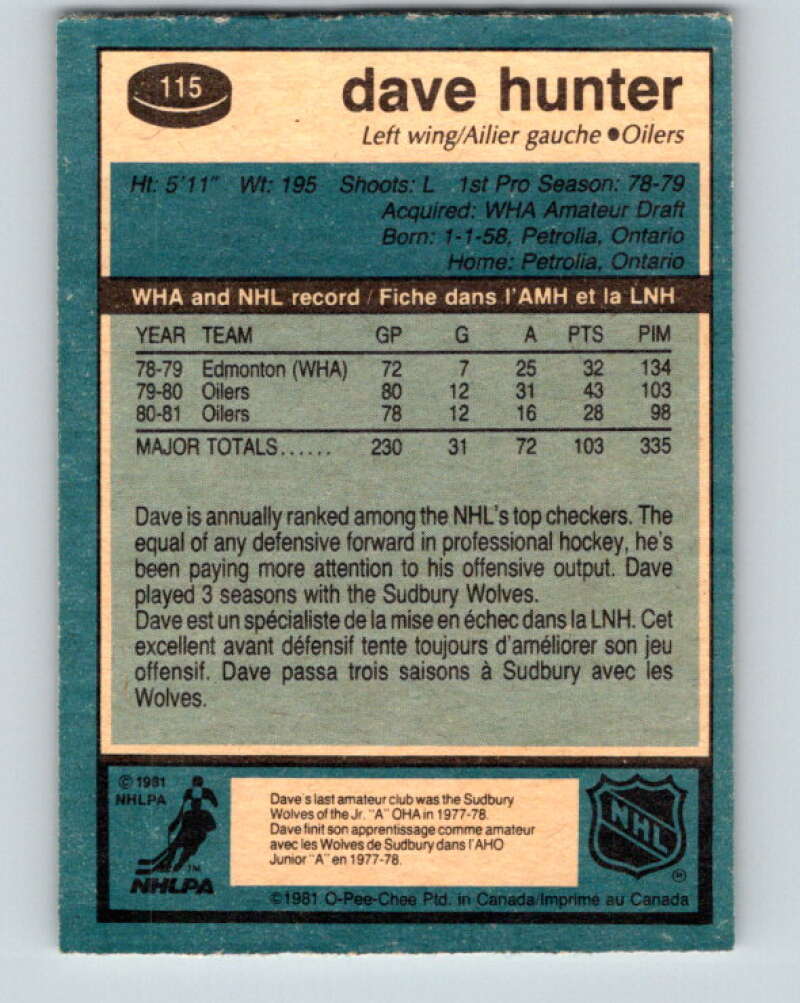 115
dave hunter
Left wing/Ailier gauche ●Oilers
Ht: 5'11" Wt: 195 Shoots: L 1st Pro Season: 78-79
Acquired: WHA Amateur Draft
Born: 1-1-58, Petrolia, Ontario
Home: Petrolia, Ontario
WHA and NHL record / Fiche dans l'AMH et la LNH
YEAR TEAM GP G A PTS PIM
78-79 Edmonton (WHA) 72 7 25 32 134
79-80 Oilers 80 12 31 43 103
80-81 Oilers 78 12 16 28 98
MAJOR TOTALS...... 230 31 72 103 335
Dave is annually ranked among the NHL's top checkers. The
equal of any defensive forward in professional hockey, he's
been paying more attention to his offensive output. Dave
played 3 seasons with the Sudbury Wolves.
Dave est un spécialiste de la mise en échec dans la LNH. Cet
excellent avant défensif tente toujours d'améliorer son jeu
offensif. Dave passa trois saisons à Sudbury avec les
Wolves.
© 1981
NHLPA
TM
NHLPA
Dave's last amateur club was the Sudbury
Wolves of the Jr. "A" OHA in 1977-78.
Dave finit son apprentissage comme amateur
avec les Wolves de Sudbury dans l'AHO
Junior "A" en 1977-78.
NHL
©1981 O-Pee-Chee Ptd. in Canada/Imprimé au Canada